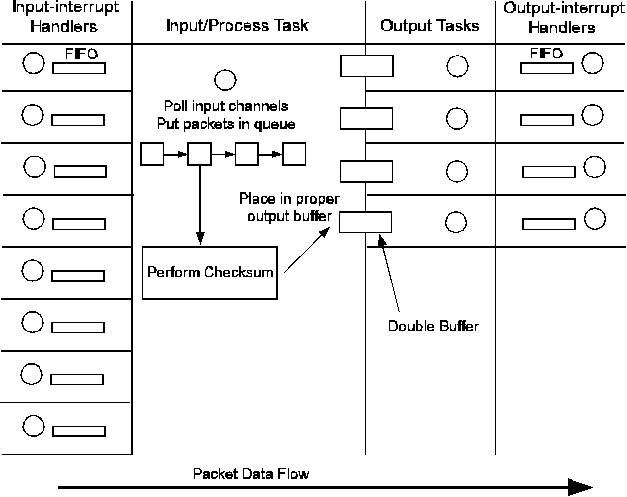 Input-interrupt
Handlers
Input/Process Task
Output Tasks
Output-interrupt
Handlers
FIFO
FIFO
Poll input channels
Put packets in queue
Place in proper
output buffer
Perform Checksum
Double Buffer
Packet Data Flow